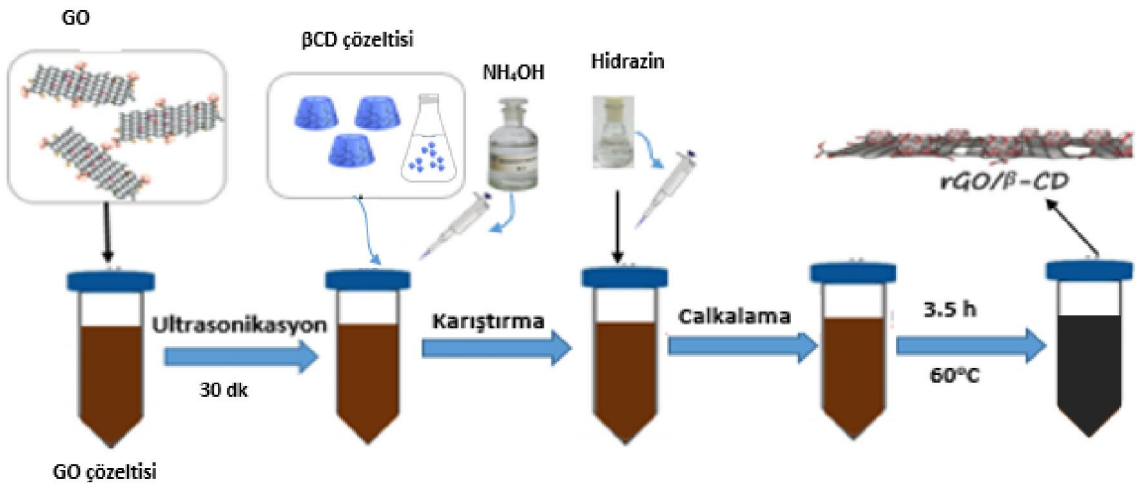 GO
βCD çözeltisi
NH₄OH
Hidrazin
rGO/β-CD
Ultrasonikasyon
30 dk
Karıştırma
Calkalama
3.5 h
60°C
GO çözeltisi